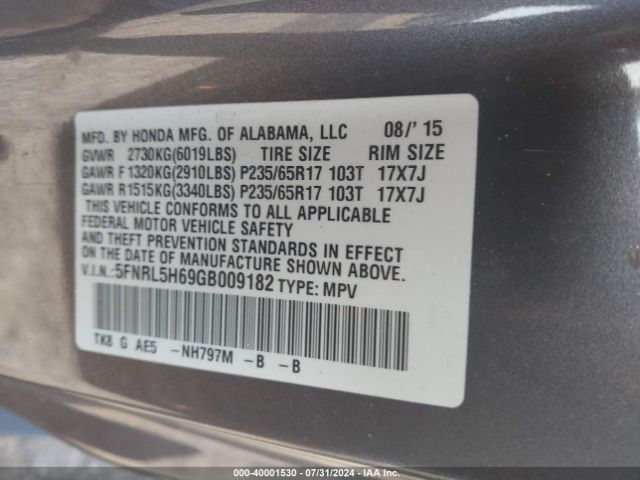 MFD. BY HONDA MFG. OF ALABAMA, LLC 08/'15
GVWR 2730KG(6019LBS) TIRE SIZE RIM SIZE
GAWR F 1320KG(2910LBS) P235/65R17 103T 17X7J
GAWR R1515KG(3340LBS) P235/65R17 103T 17X7J
THIS VEHICLE CONFORMS TO ALL APPLICABLE
FEDERAL MOTOR VEHICLE SAFETY
AND THEFT PREVENTION STANDARDS IN EFFECT
ON THE DATE OF MANUFACTURE SHOWN ABOVE.
V.I.N.:5FNRL5H69GB009182 TYPE: MPV
TK8 G AE5 -NH797M -B -B
000-40001530 - 07/31/2024 - IAA Inc.